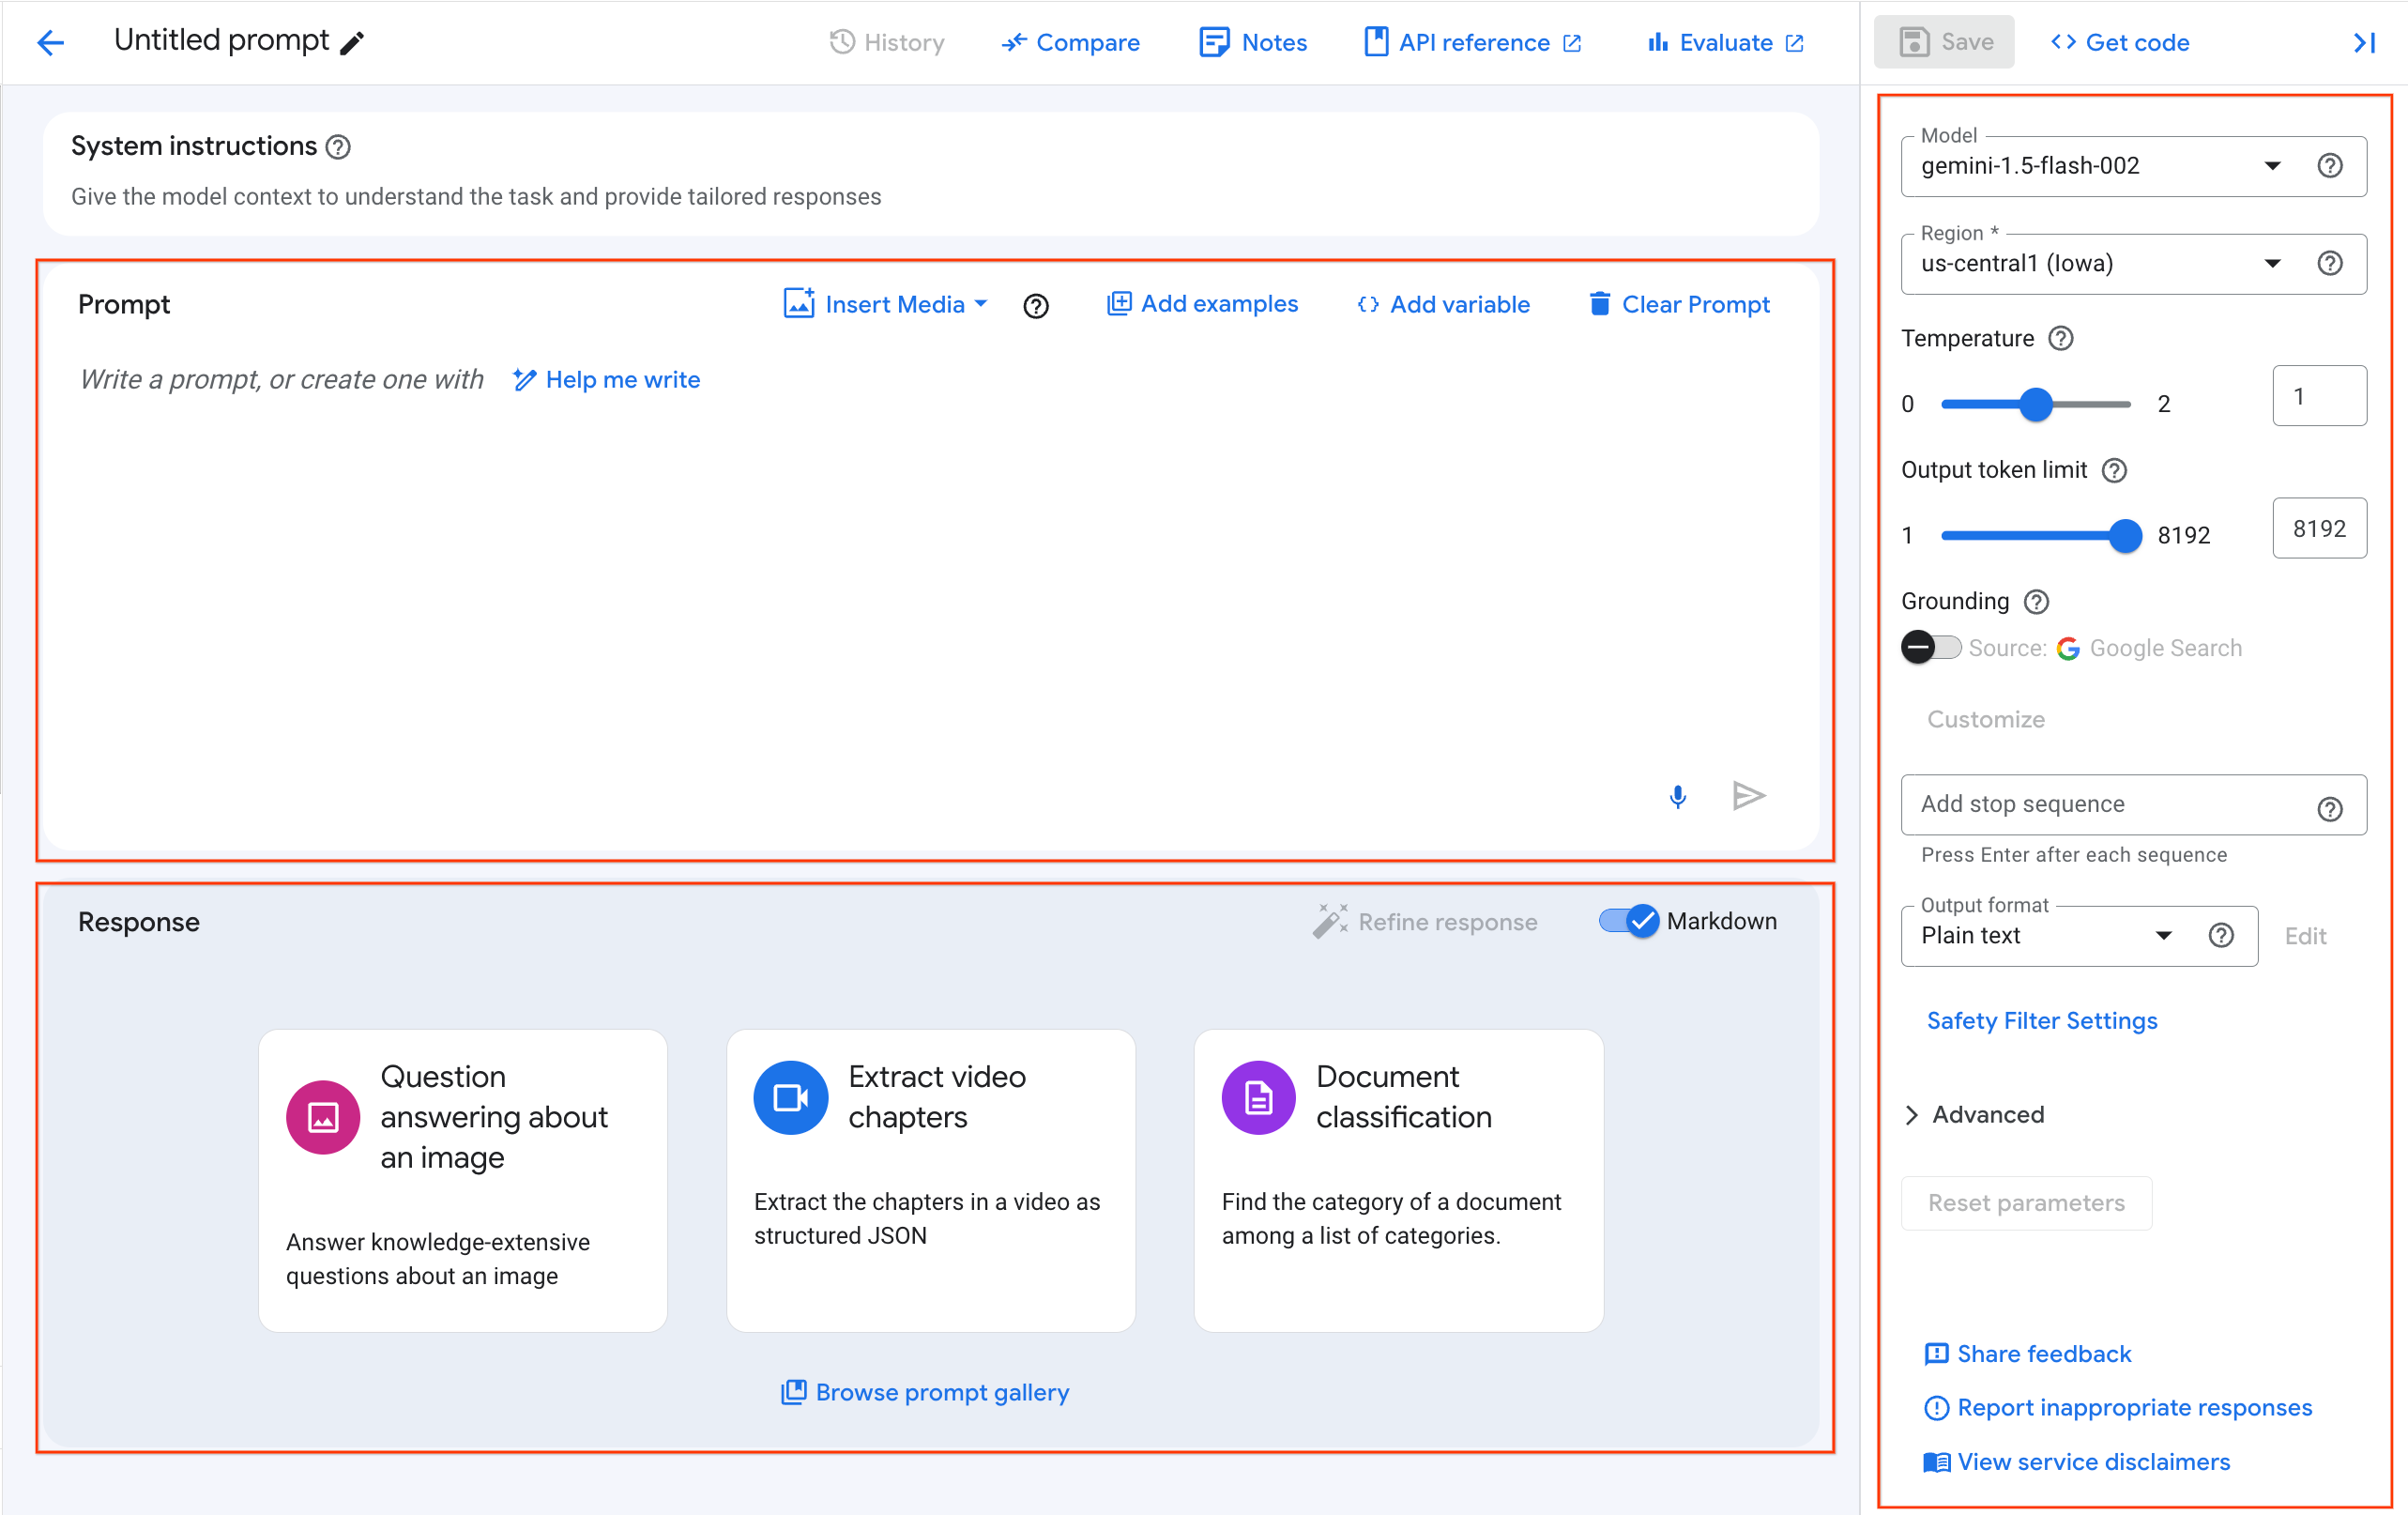 Untitled prompt
History
Compare
Notes
API reference
Evaluate
Save
Get code
System instructions
Give the model context to understand the task and provide tailored responses
Prompt
Insert Media
Add examples
Add variable
Clear Prompt
Write a prompt, or create one with
Help me write
Response
Refine response
Markdown
Question
answering about
an image
Answer knowledge-extensive
questions about an image
Extract video
chapters
Extract the chapters in a video as
structured JSON
Document
classification
Find the category of a document
among a list of categories.
Browse prompt gallery
Model
gemini-1.5-flash-002
Region *
us-central1 (Iowa)
Temperature
0
2
1
Output token limit
1
8192
8192
Grounding
Source: Google Search
Customize
Add stop sequence
Press Enter after each sequence
Output format
Plain text
Edit
Safety Filter Settings
Advanced
Reset parameters
Share feedback
Report inappropriate responses
View service disclaimers